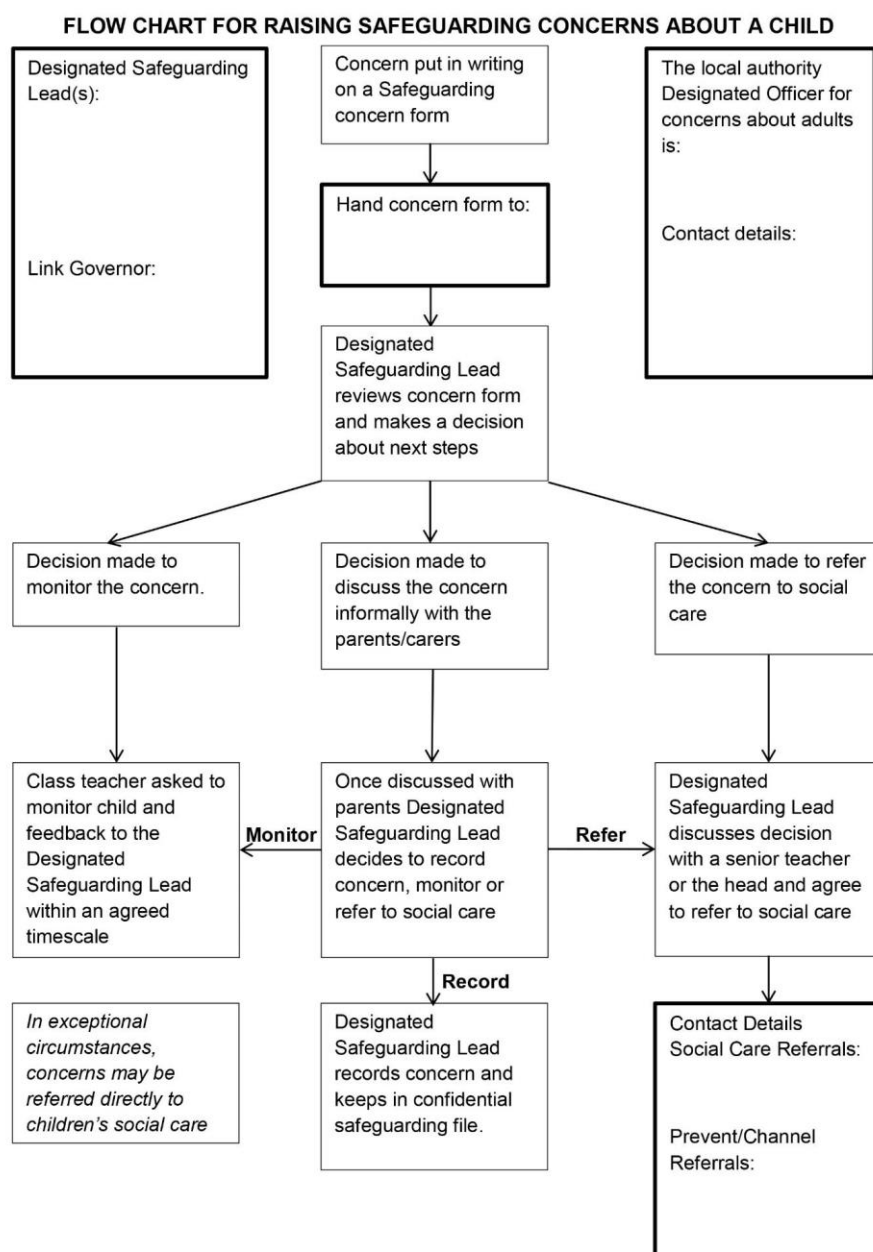 FLOW CHART FOR RAISING SAFEGUARDING CONCERNS ABOUT A CHILD
Designated Safeguarding
Lead(s):
Link Governor:
Concern put in writing
on a Safeguarding
concern form
The local authority
Designated Officer for
concerns about adults
is:
Contact details:
Hand concern form to:
Designated
Safeguarding Lead
reviews concern form
and makes a decision
about next steps
Decision made to
monitor the concern.
Decision made to
discuss the concern
informally with the
parents/carers
Decision made to refer
the concern to social
care
Class teacher asked to
monitor child and
feedback to the
Designated
Safeguarding Lead
within an agreed
timescale
Monitor
Once discussed with
parents Designated
Safeguarding Lead
decides to record
concern, monitor or
refer to social care
Refer
Designated
Safeguarding Lead
discusses decision
with a senior teacher
or the head and agree
to refer to social care
Record
In exceptional
circumstances,
concerns may be
referred directly to
children's social care
Designated
Safeguarding Lead
records concern and
keeps in confidential
safeguarding file.
Contact Details
Social Care Referrals:
Prevent/Channel
Referrals: